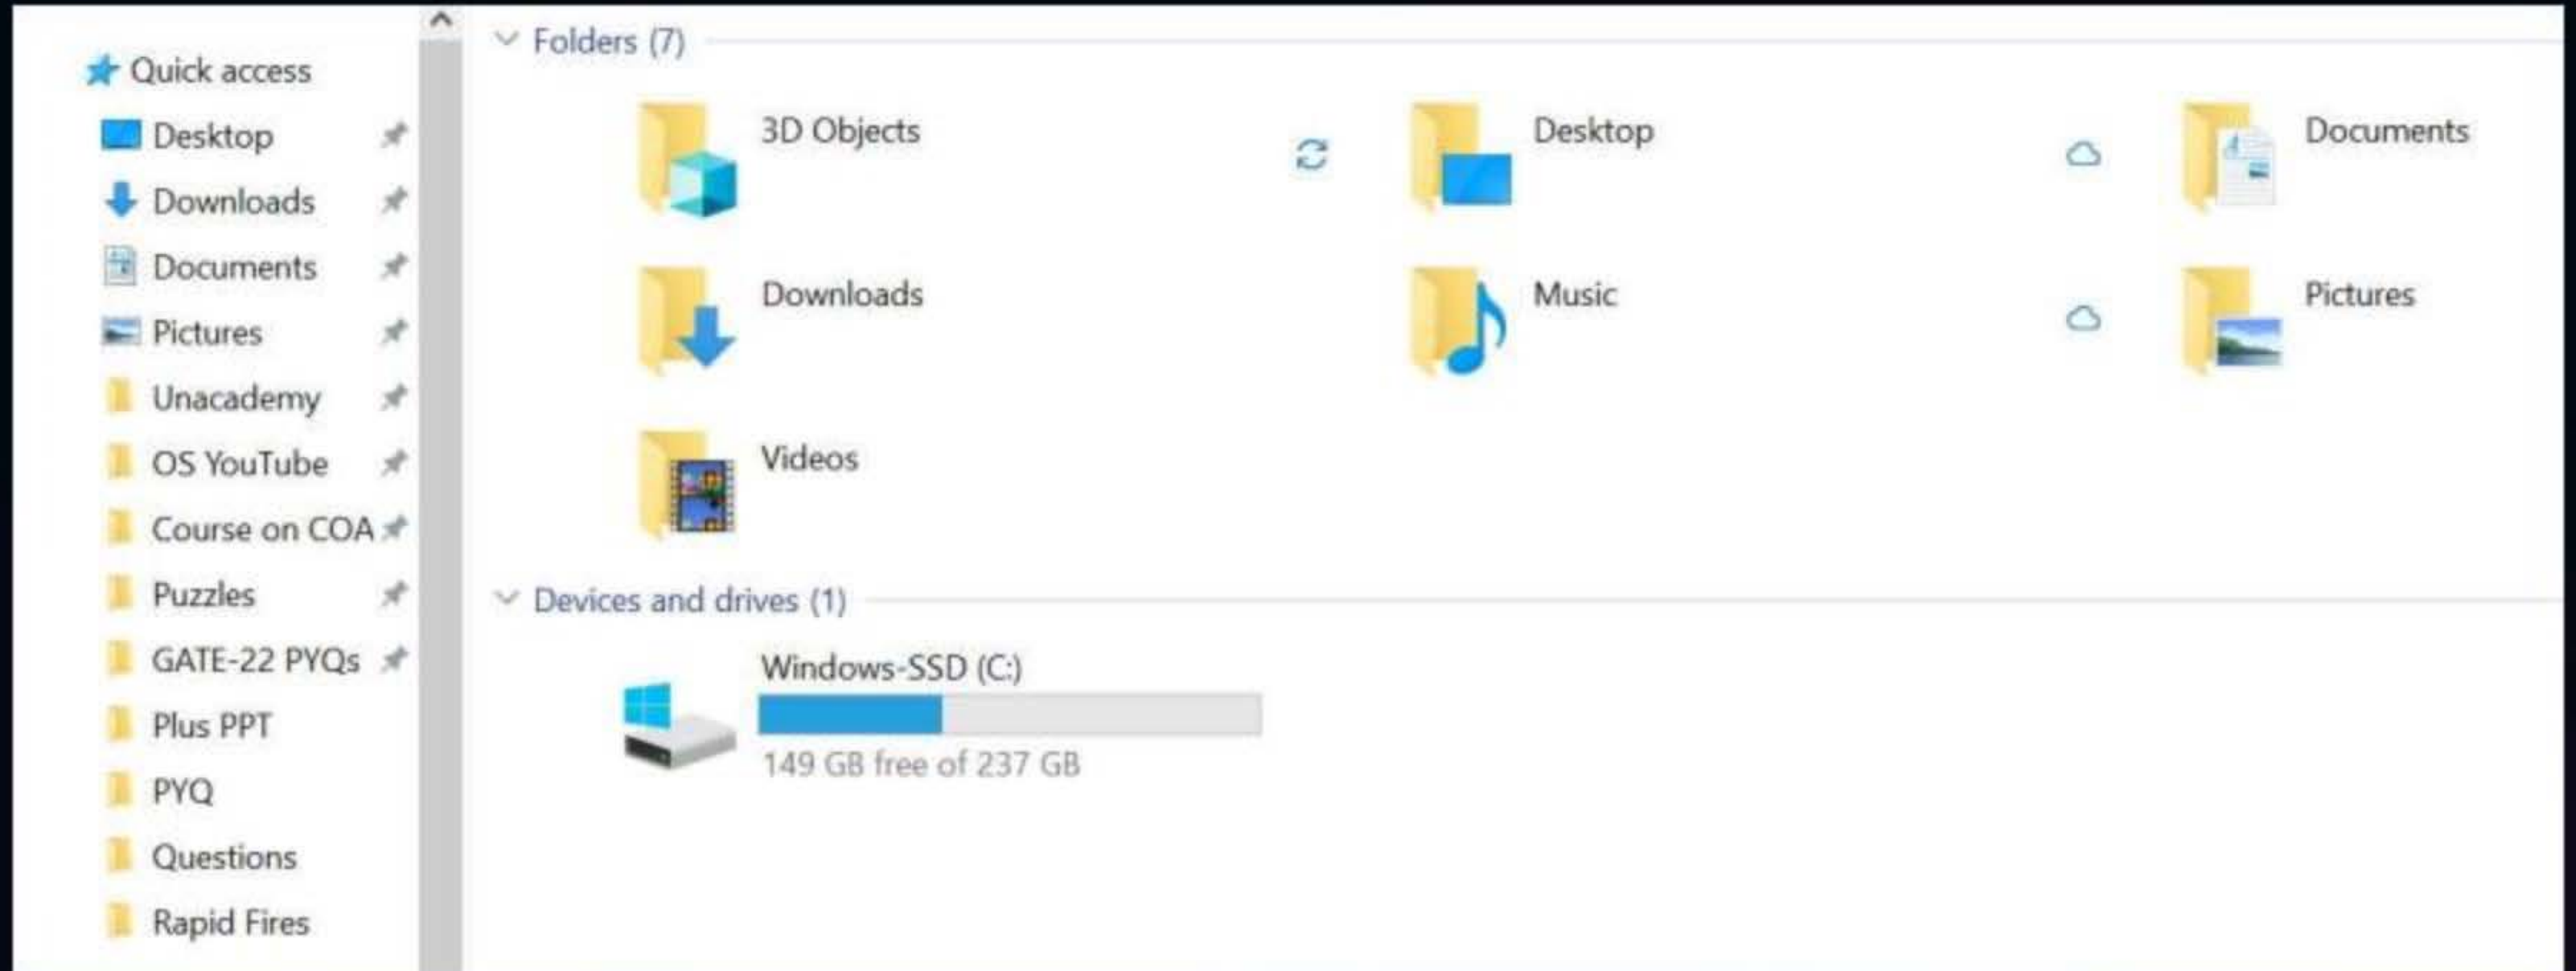 Quick access
Desktop
Downloads
Documents
Pictures
Unacademy
OS YouTube
Course on COA
Puzzles
GATE-22 PYQs
Plus PPT
PYQ
Questions
Rapid Fires
Folders (7)
3D Objects
Desktop
Documents
Downloads
Music
Pictures
Videos
Devices and drives (1)
Windows-SSD (C:)
149 GB free of 237 GB